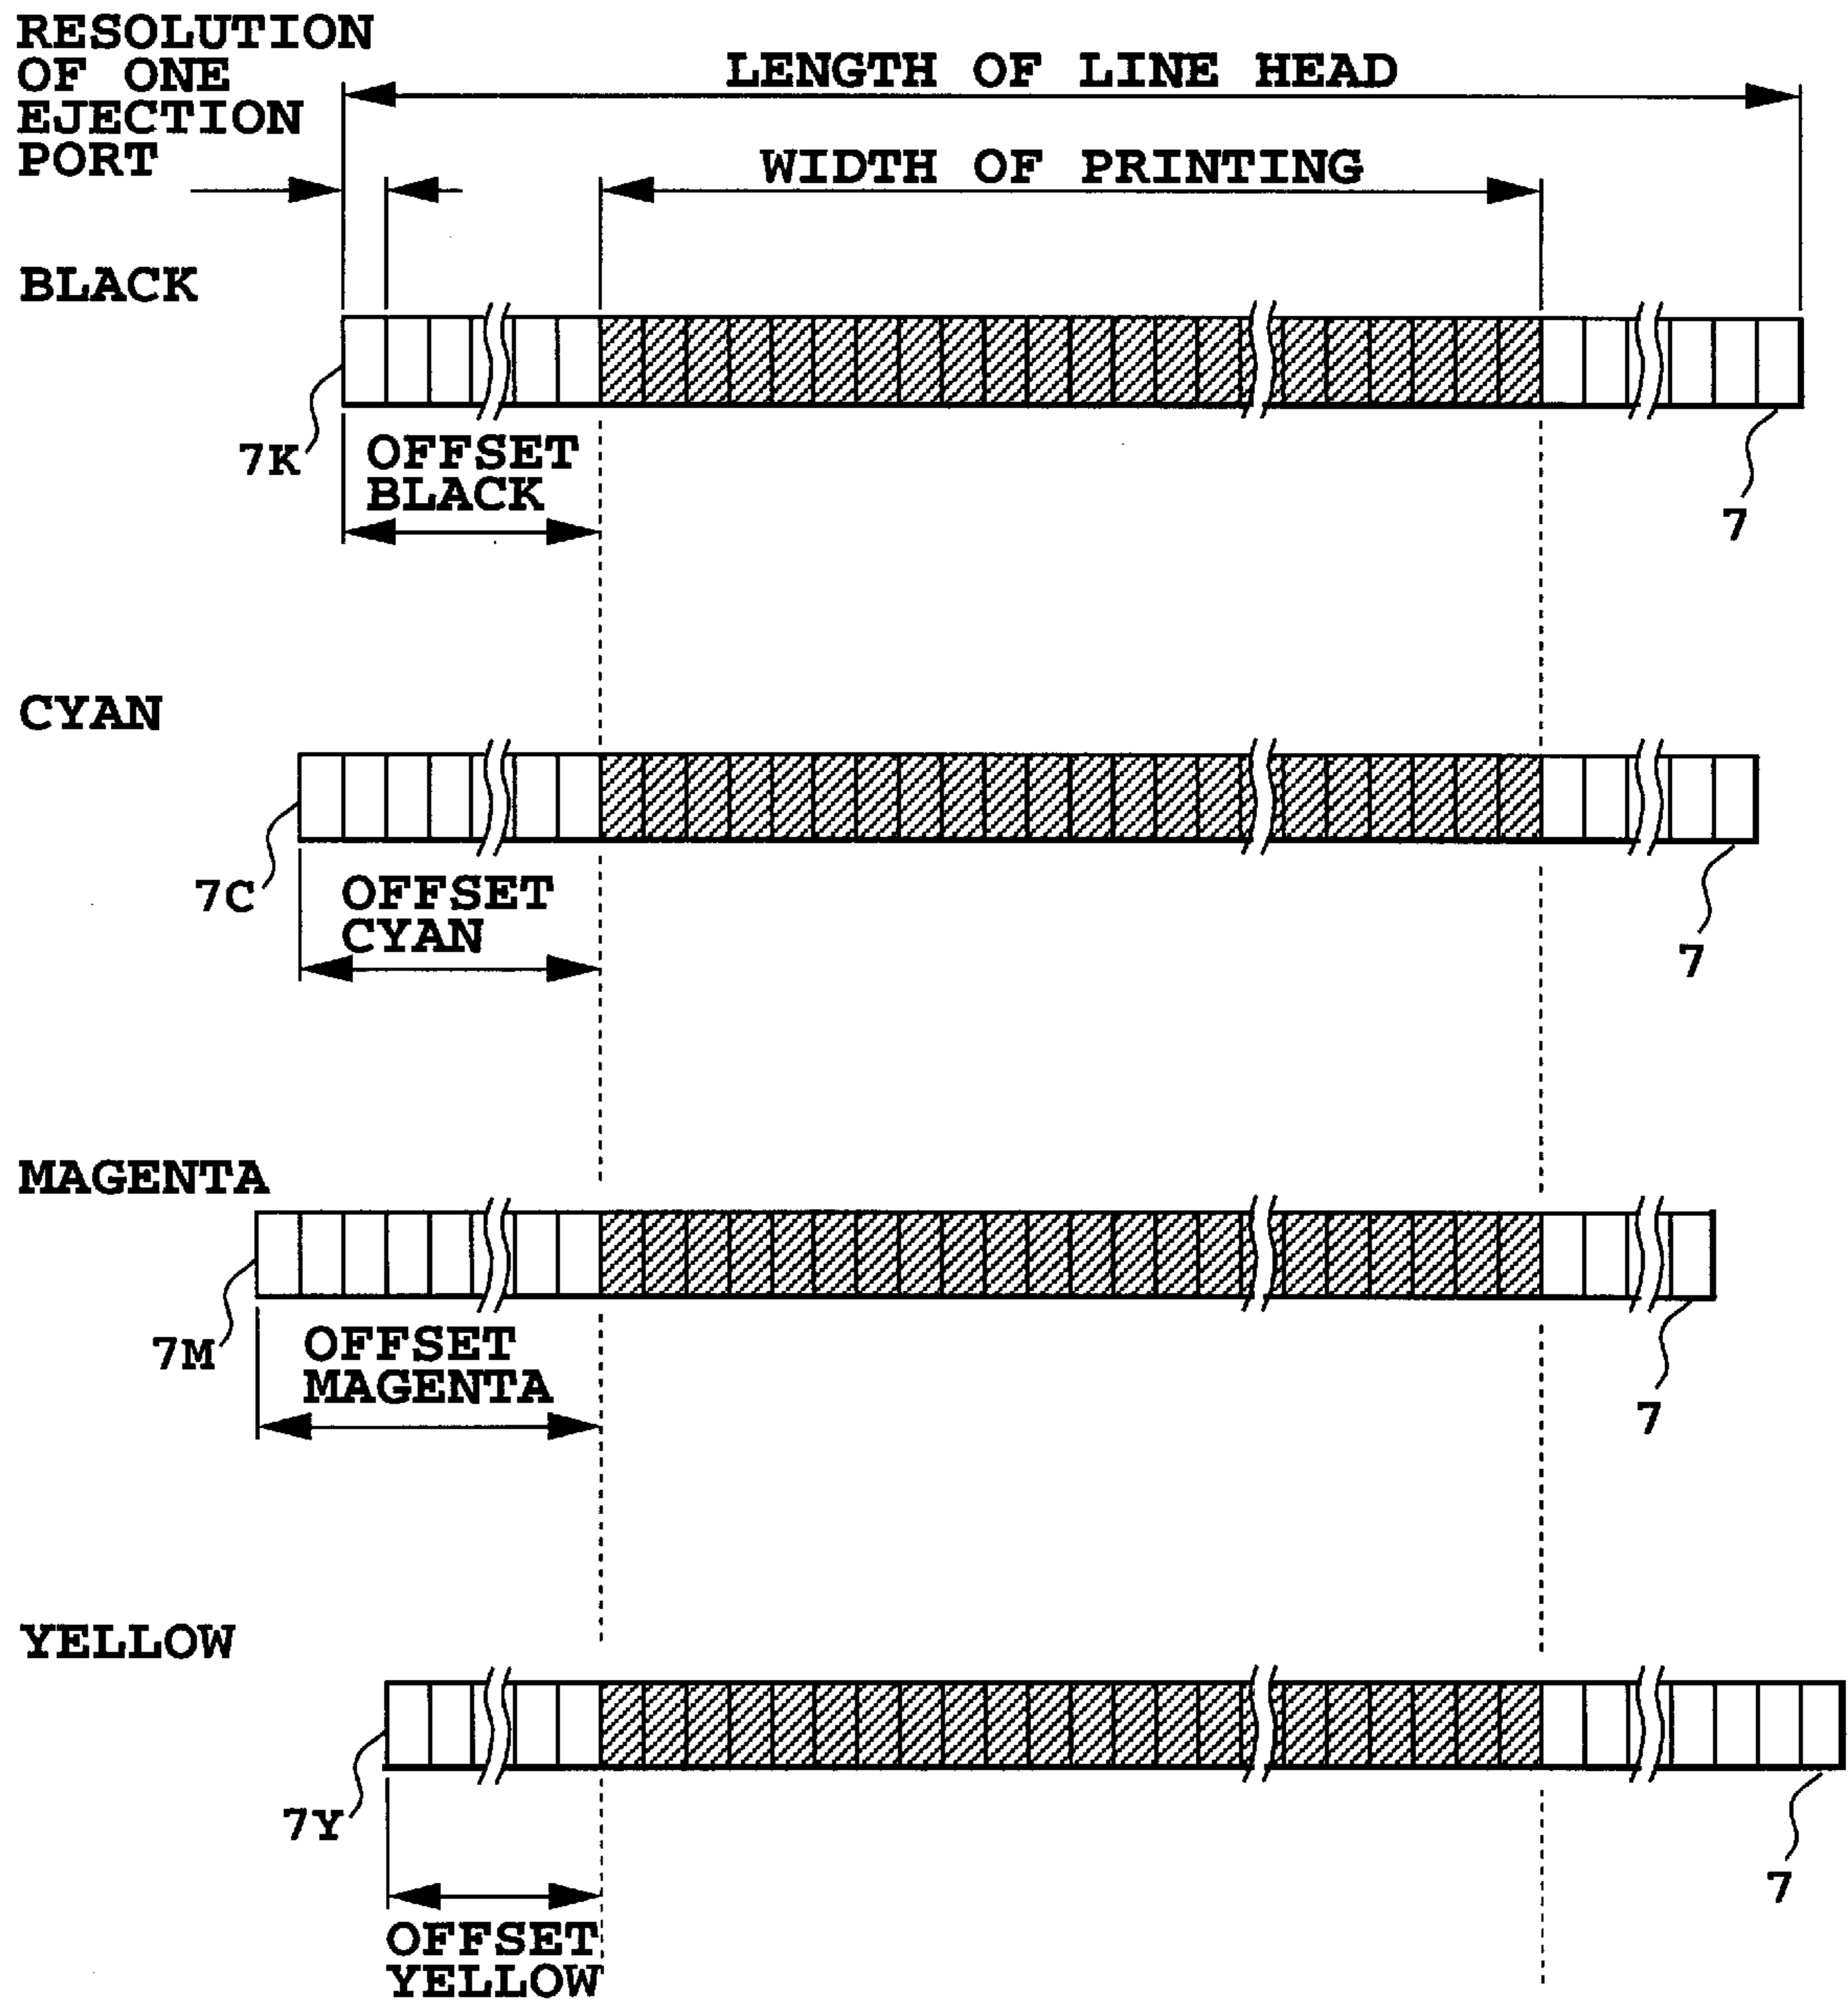 RESOLUTION
OF ONE
EJECTION
PORT
LENGTH OF LINE HEAD
WIDTH OF PRINTING
BLACK
7K
OFFSET
BLACK
7
CYAN
7C
OFFSET
CYAN
7
MAGENTA
7M
OFFSET
MAGENTA
7
YELLOW
7Y
OFFSET
YELLOW
7